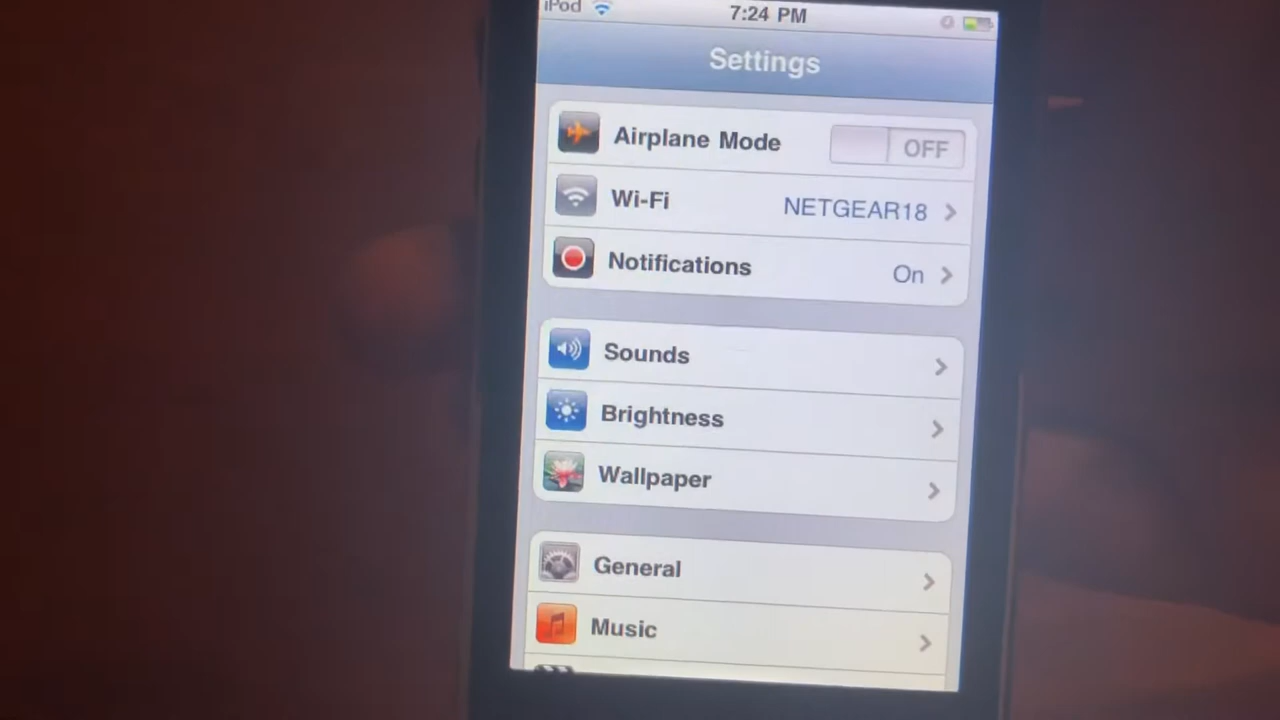 iPod 7:24 PM
Settings
Airplane Mode OFF
Wi-Fi NETGEAR18
Notifications On
Sounds
Brightness
Wallpaper
General
Music